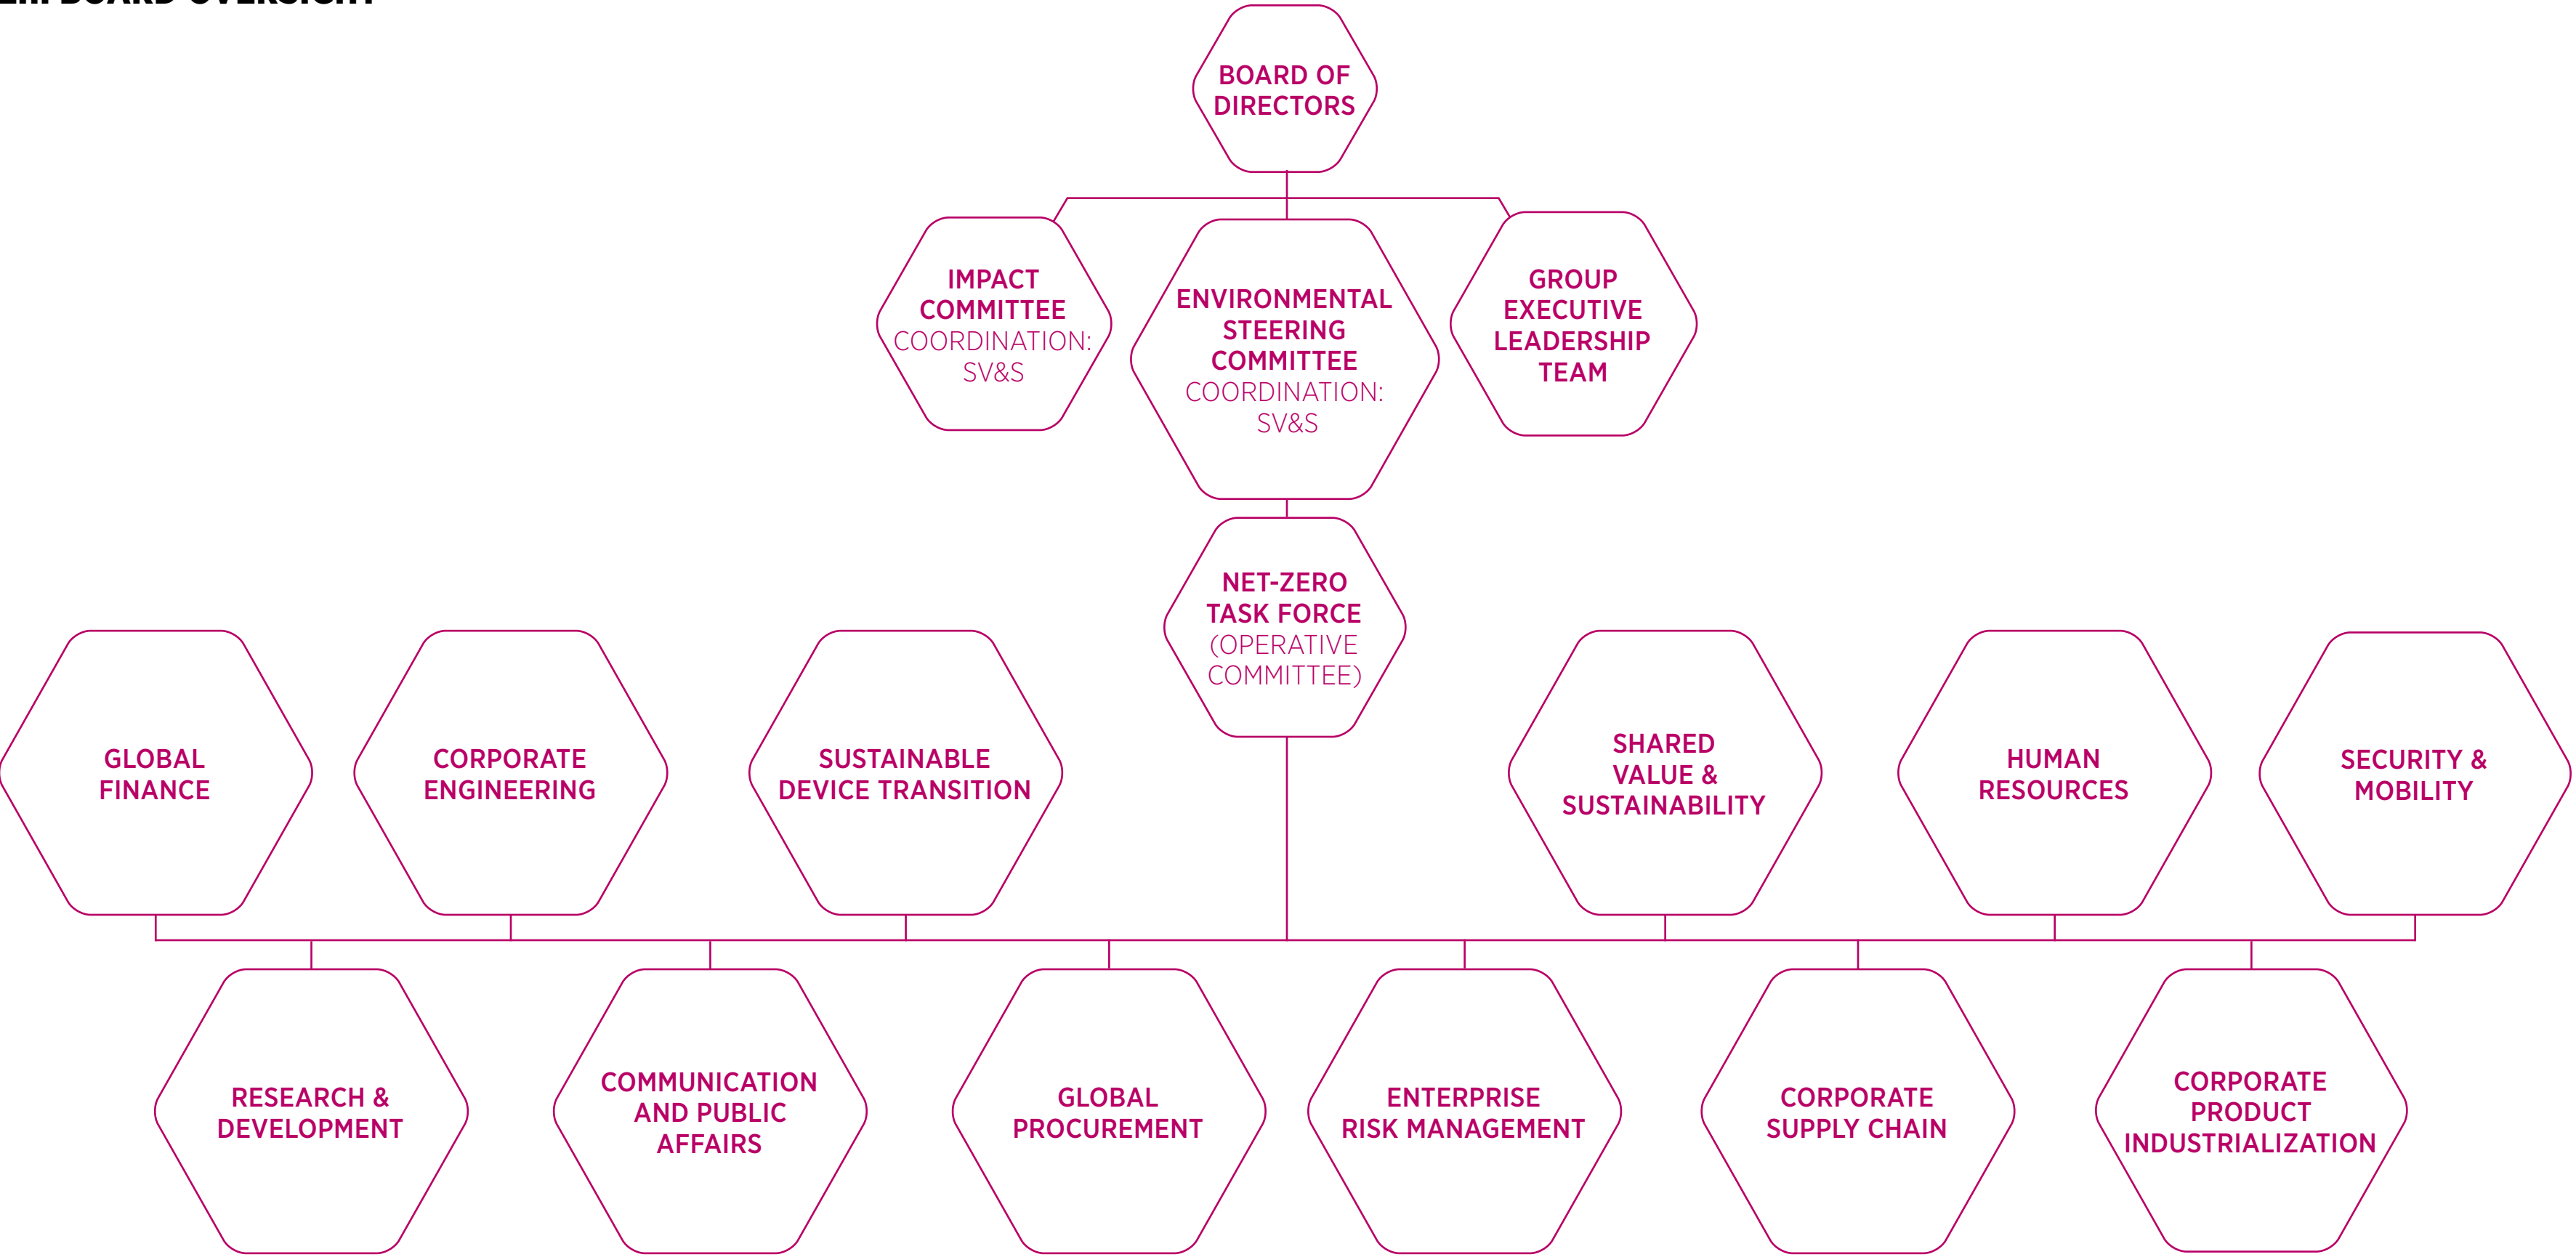 BOARD OVERSIGHT
BOARD OF
DIRECTORS
IMPACT
COMMITTEE
COORDINATION:
SV&S
ENVIRONMENTAL
STEERING
COMMITTEE
COORDINATION:
SV&S
GROUP
EXECUTIVE
LEADERSHIP
TEAM
NET-ZERO
TASK FORCE
(OPERATIVE
COMMITTEE)
GLOBAL
FINANCE
CORPORATE
ENGINEERING
SUSTAINABLE
DEVICE TRANSITION
SHARED
VALUE &
SUSTAINABILITY
HUMAN
RESOURCES
SECURITY &
MOBILITY
RESEARCH &
DEVELOPMENT
COMMUNICATION
AND PUBLIC
AFFAIRS
GLOBAL
PROCUREMENT
ENTERPRISE
RISK MANAGEMENT
CORPORATE
SUPPLY CHAIN
CORPORATE
PRODUCT
INDUSTRIALIZATION